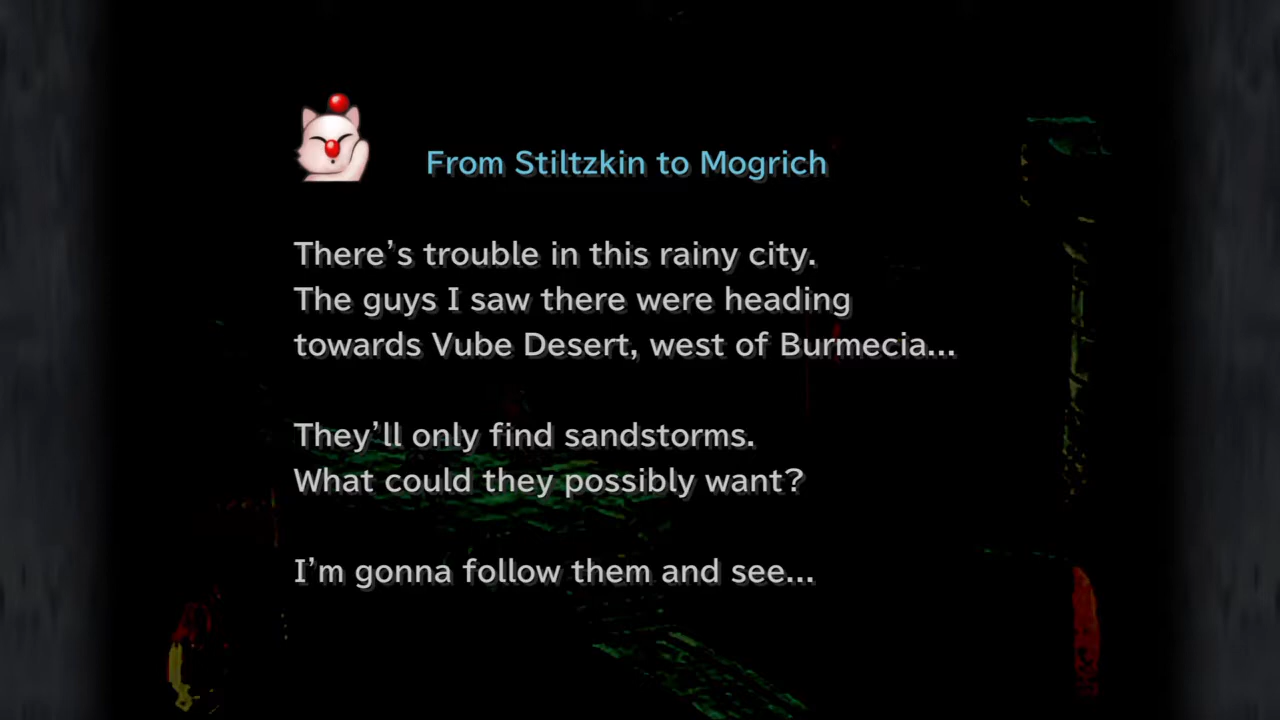 From Stiltzkin to Mogrich
There's trouble in this rainy city.
The guys I saw there were heading
towards Vube Desert, west of Burmecia...
They'll only find sandstorms.
What could they possibly want?
I'm gonna follow them and see...